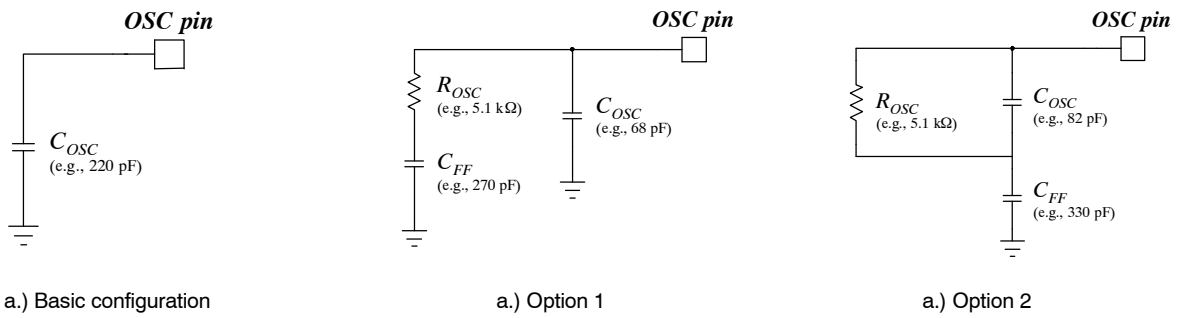 OSC pin
C_OSC
(e.g., 220 pF)
a.) Basic configuration
OSC pin
R_OSC
(e.g., 5.1 kΩ)
C_OSC
(e.g., 68 pF)
C_FF
(e.g., 270 pF)
a.) Option 1
OSC pin
R_OSC
(e.g., 5.1 kΩ)
C_OSC
(e.g., 82 pF)
C_FF
(e.g., 330 pF)
a.) Option 2